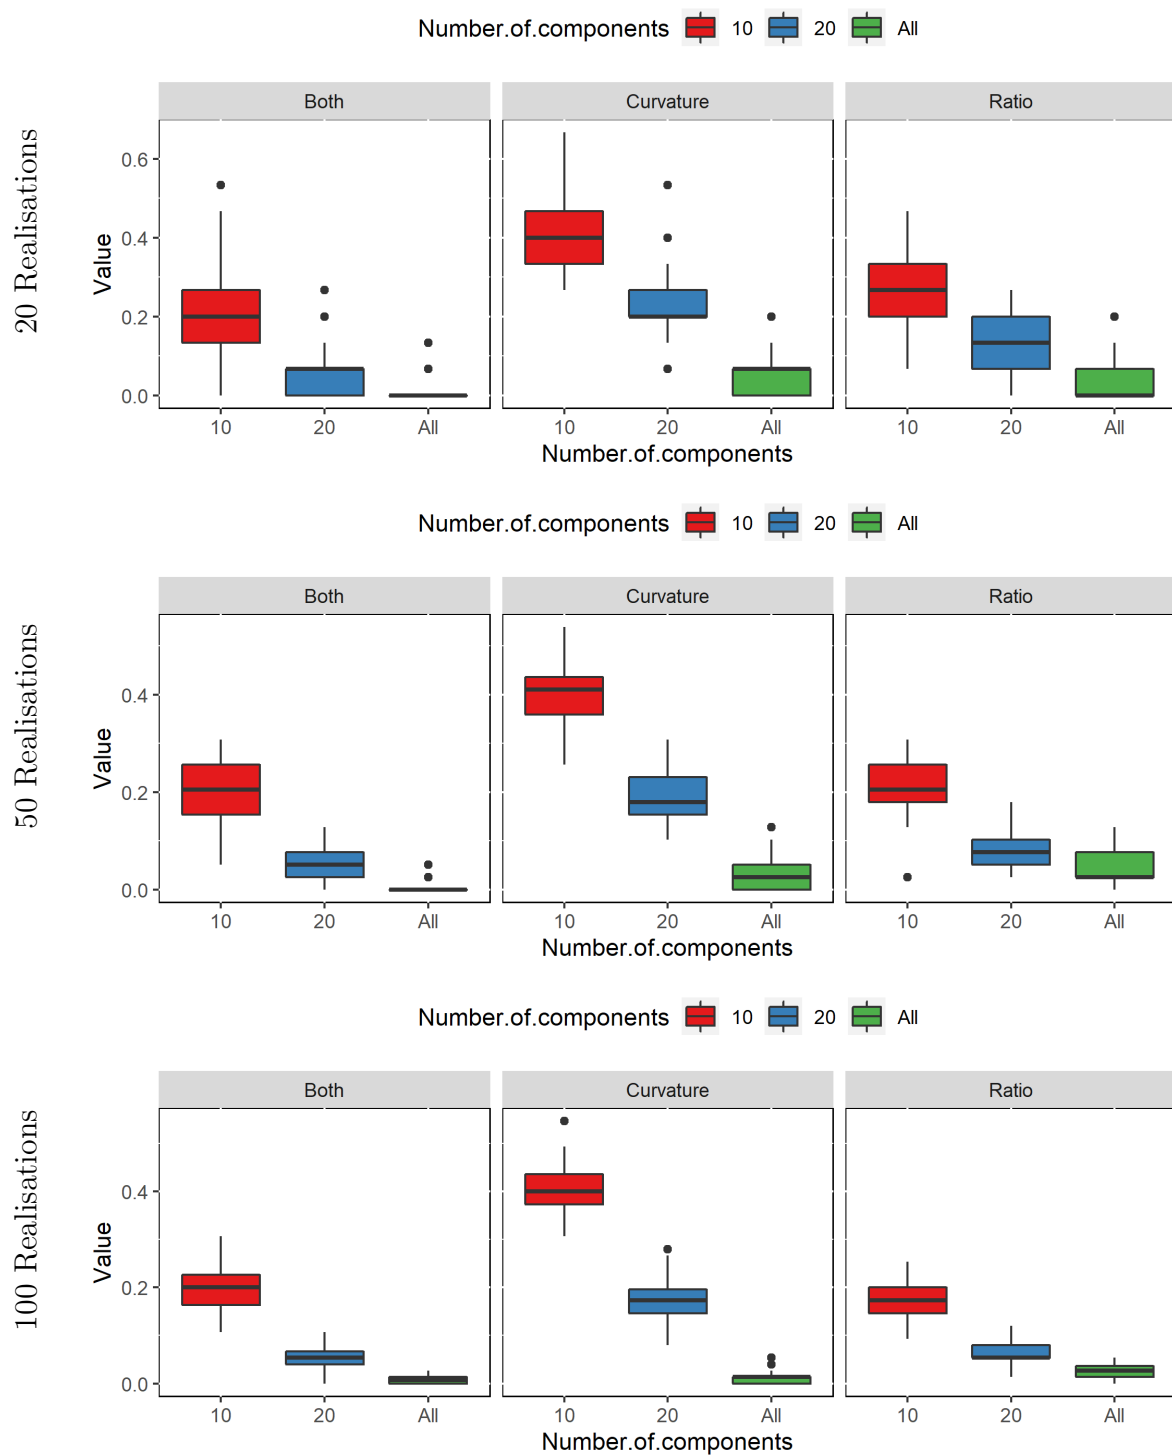 Number.of.components 10 20 All
Both Curvature Ratio
20 Realisations
Value
0.6
0.4
0.2
0.0
10 20 All 10 20 All 10 20 All
Number.of.components
Number.of.components 10 20 All
Both Curvature Ratio
50 Realisations
Value
0.4
0.2
0.0
10 20 All 10 20 All 10 20 All
Number.of.components
Number.of.components 10 20 All
Both Curvature Ratio
100 Realisations
Value
0.4
0.2
0.0
10 20 All 10 20 All 10 20 All
Number.of.components